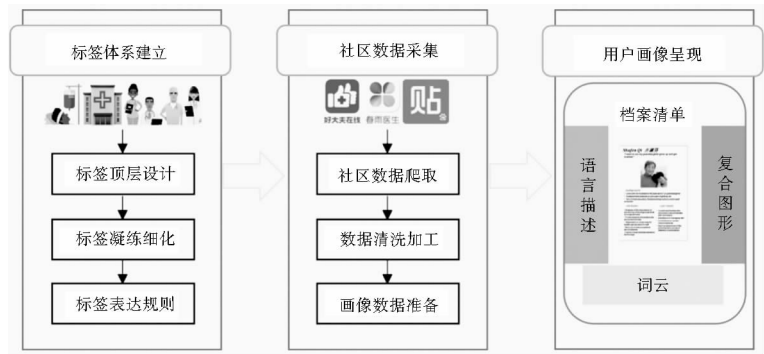 标签体系建立
标签顶层设计
标签凝练细化
标签表达规则
社区数据采集
好大夫在线
春雨医生
贴
社区数据爬取
数据清洗加工
画像数据准备
用户画像呈现
档案清单
语言描述
复合图形
词云